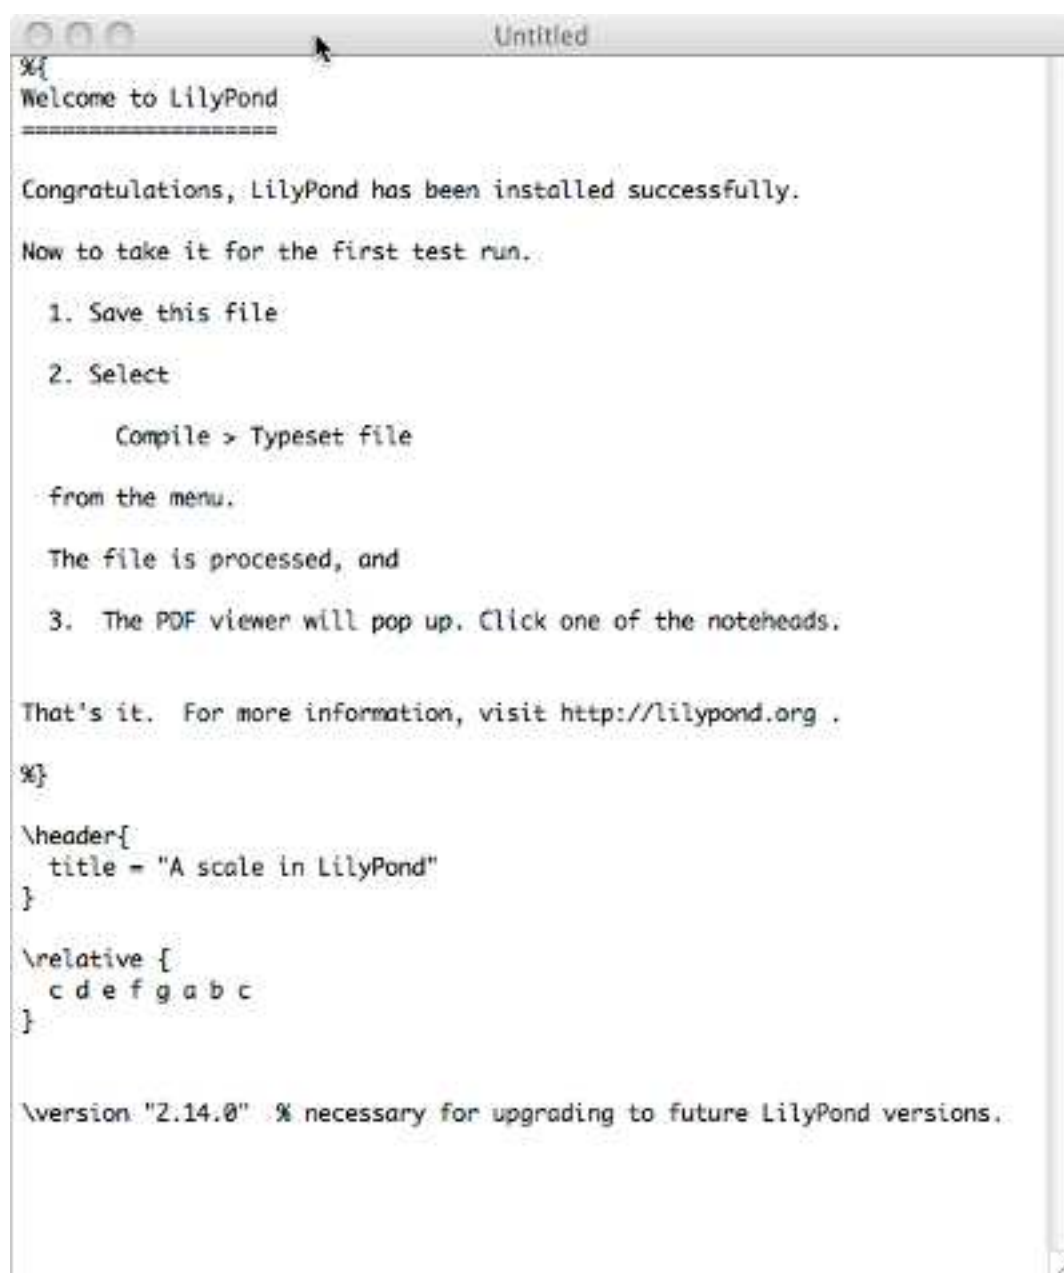 Untitled
%{
Welcome to LilyPond
===================
Congratulations, LilyPond has been installed successfully.
Now to take it for the first test run.
1. Save this file
2. Select
Compile > Typeset file
from the menu.
The file is processed, and
3.  The PDF viewer will pop up. Click one of the noteheads.
That's it.  For more information, visit http://lilypond.org .
%}
\header{
title = "A scale in LilyPond"
}
\relative {
c d e f g a b c
}
\version "2.14.0"  % necessary for upgrading to future LilyPond versions.